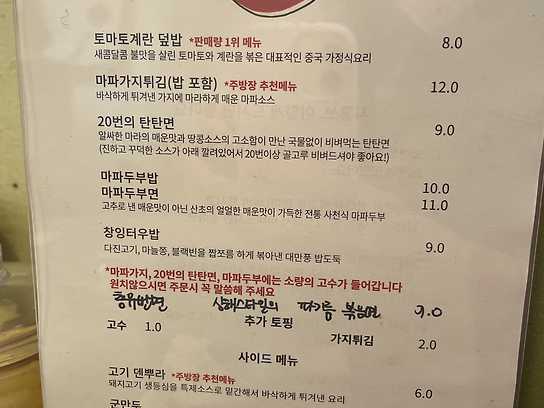 토마토계란 덮밥 *판매량 1위 메뉴 8.0
새콤달콤 불맛을 살린 토마토와 계란을 볶은 대표적인 중국 가정식요리
마파가지튀김(밥 포함) *주방장 추천메뉴 12.0
바삭하게 튀겨낸 가지에 마라하게 매운 마파소스
20번의 탄탄면 9.0
알싸한 마라의 매운맛과 땅콩소스의 고소함이 만난 국물없이 비벼먹는 탄탄면
(진하고 꾸덕한 소스가 아래 깔려있어서 20번이상 골고루 비벼드셔야 좋아요!)
마파두부밥 10.0
마파두부면 11.0
고추로 낸 매운맛이 아닌 산초의 얼얼한 매운맛이 가득한 전통 사천식 마파두부
창잉터우밥 9.0
다진고기, 마늘쫑, 블랙빈을 짭쪼름 하게 볶아낸 대만풍 밥도둑
*마파가지, 20번의 탄탄면, 마파두부에는 소량의 고수가 들어갑니다
원치않으시면 주문시 꼭 말씀해 주세요
총유반면 상해스타일의 파기름 볶음면 9.0
추가 토핑
고수 1.0 가지튀김 2.0
사이드 메뉴
고기 덴뿌라 *주방장 추천메뉴 6.0
돼지고기 생등심을 특제소스로 밑간해서 바삭하게 튀겨낸 요리
군만두